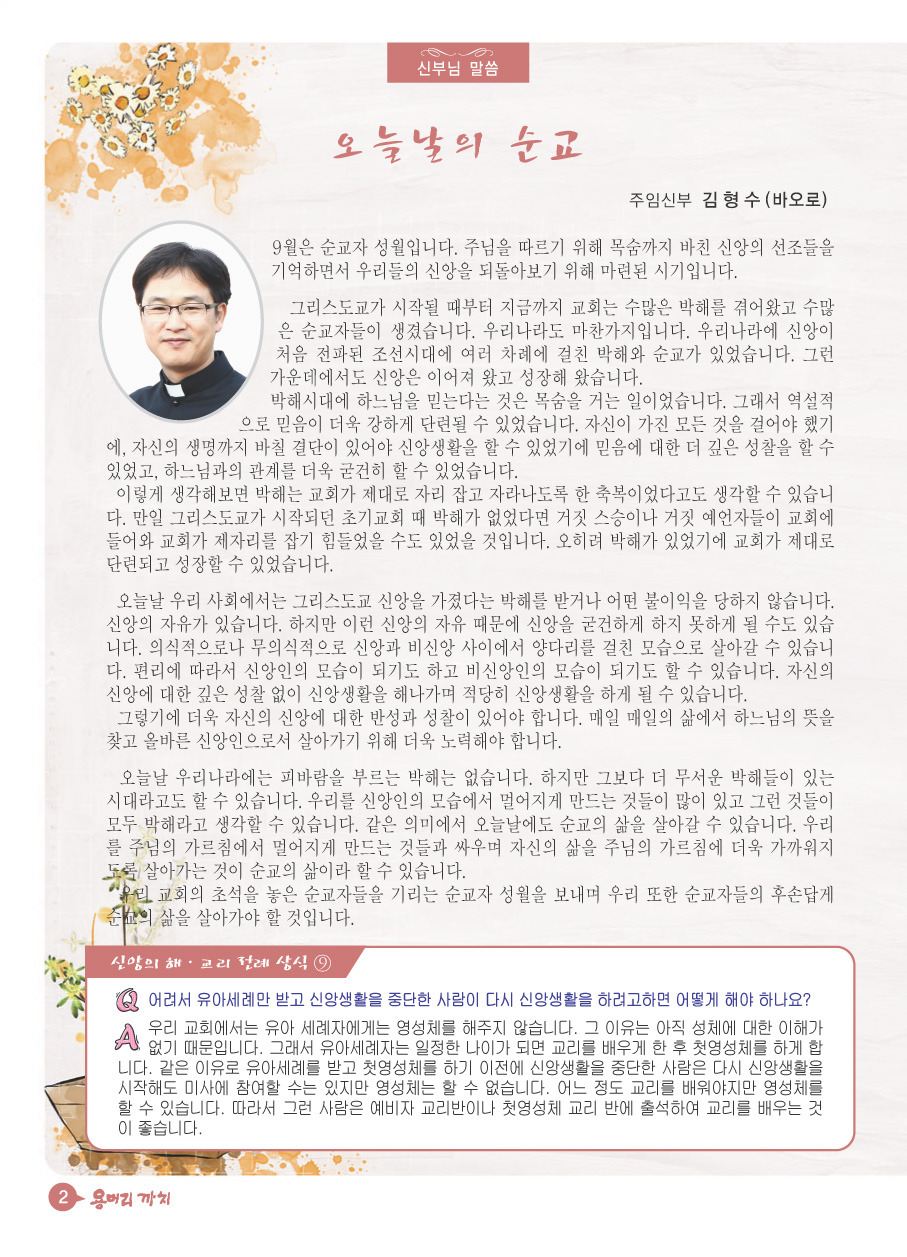 신부님 말씀
오늘날의 순교
주임신부 김형수(바오로)
9월은 순교자 성월입니다. 주님을 따르기 위해 목숨까지 바친 신앙의 선조들을
기억하면서 우리들의 신앙을 되돌아보기 위해 마련된 시기입니다.
그리스도교가 시작될 때부터 지금까지 교회는 수많은 박해를 겪어왔고 수많
은 순교자들이 생겼습니다. 우리나라도 마찬가지입니다. 우리나라에 신앙이
처음 전파된 조선시대에 여러 차례에 걸친 박해와 순교가 있었습니다. 그런
가운데에서도 신앙은 이어져 왔고 성장해 왔습니다.
박해시대에 하느님을 믿는다는 것은 목숨을 거는 일이었습니다. 그래서 역설적
으로 믿음이 더욱 강하게 단련될 수 있었습니다. 자신이 가진 모든 것을 걸어야 했기
에, 자신의 생명까지 바칠 결단이 있어야 신앙생활을 할 수 있었기에 믿음에 대한 더 깊은 성찰을 할 수
있었고, 하느님과의 관계를 더욱 굳건히 할 수 있었습니다.
이렇게 생각해보면 박해는 교회가 제대로 자리 잡고 자라나도록 한 축복이었다고도 생각할 수 있습니
다. 만일 그리스도교가 시작되던 초기교회 때 박해가 없었다면 거짓 스승이나 거짓 예언자들이 교회에
들어와 교회가 제자리를 잡기 힘들었을 수도 있었을 것입니다. 오히려 박해가 있었기에 교회가 제대로
단련되고 성장할 수 있었습니다.
오늘날 우리 사회에서는 그리스도교 신앙을 가졌다는 박해를 받거나 어떤 불이익을 당하지 않습니다.
신앙의 자유가 있습니다. 하지만 이런 신앙의 자유 때문에 신앙을 굳건하게 하지 못하게 될 수도 있습
니다. 의식적으로나 무의식적으로 신앙과 비신앙 사이에서 양다리를 걸친 모습으로 살아갈 수 있습니
다. 편리에 따라서 신앙인의 모습이 되기도 하고 비신앙인의 모습이 되기도 할 수 있습니다. 자신의
신앙에 대한 깊은 성찰 없이 신앙생활을 해나가며 적당히 신앙생활을 하게 될 수 있습니다.
그렇기에 더욱 자신의 신앙에 대한 반성과 성찰이 있어야 합니다. 매일 매일의 삶에서 하느님의 뜻을
찾고 올바른 신앙인으로서 살아가기 위해 더욱 노력해야 합니다.
오늘날 우리나라에는 피바람을 부르는 박해는 없습니다. 하지만 그보다 더 무서운 박해들이 있는
시대라고도 할 수 있습니다. 우리를 신앙인의 모습에서 멀어지게 만드는 것들이 많이 있고 그런 것들이
모두 박해라고 생각할 수 있습니다. 같은 의미에서 오늘날에도 순교의 삶을 살아갈 수 있습니다. 우리
를 주님의 가르침에서 멀어지게 만드는 것들과 싸우며 자신의 삶을 주님의 가르침에 더욱 가까워지
도록 살아가는 것이 순교의 삶이라 할 수 있습니다.
우리 교회의 초석을 놓은 순교자들을 기리는 순교자 성월을 보내며 우리 또한 순교자들의 후손답게
순교의 삶을 살아가야 할 것입니다.
신앙의 해 · 교리 전례 상식 ⑨
Q 어려서 유아세례만 받고 신앙생활을 중단한 사람이 다시 신앙생활을 하려고하면 어떻게 해야 하나요?
A 우리 교회에서는 유아 세례자에게는 영성체를 해주지 않습니다. 그 이유는 아직 성체에 대한 이해가
없기 때문입니다. 그래서 유아세례자는 일정한 나이가 되면 교리를 배우게 한 후 첫영성체를 하게 합
니다. 같은 이유로 유아세례를 받고 첫영성체를 하기 이전에 신앙생활을 중단한 사람은 다시 신앙생활을
시작해도 미사에 참여할 수는 있지만 영성체는 할 수 없습니다. 어느 정도 교리를 배워야지만 영성체를
할 수 있습니다. 따라서 그런 사람은 예비자 교리반이나 첫영성체 교리 반에 출석하여 교리를 배우는 것
이 좋습니다.
2 용머리 까치